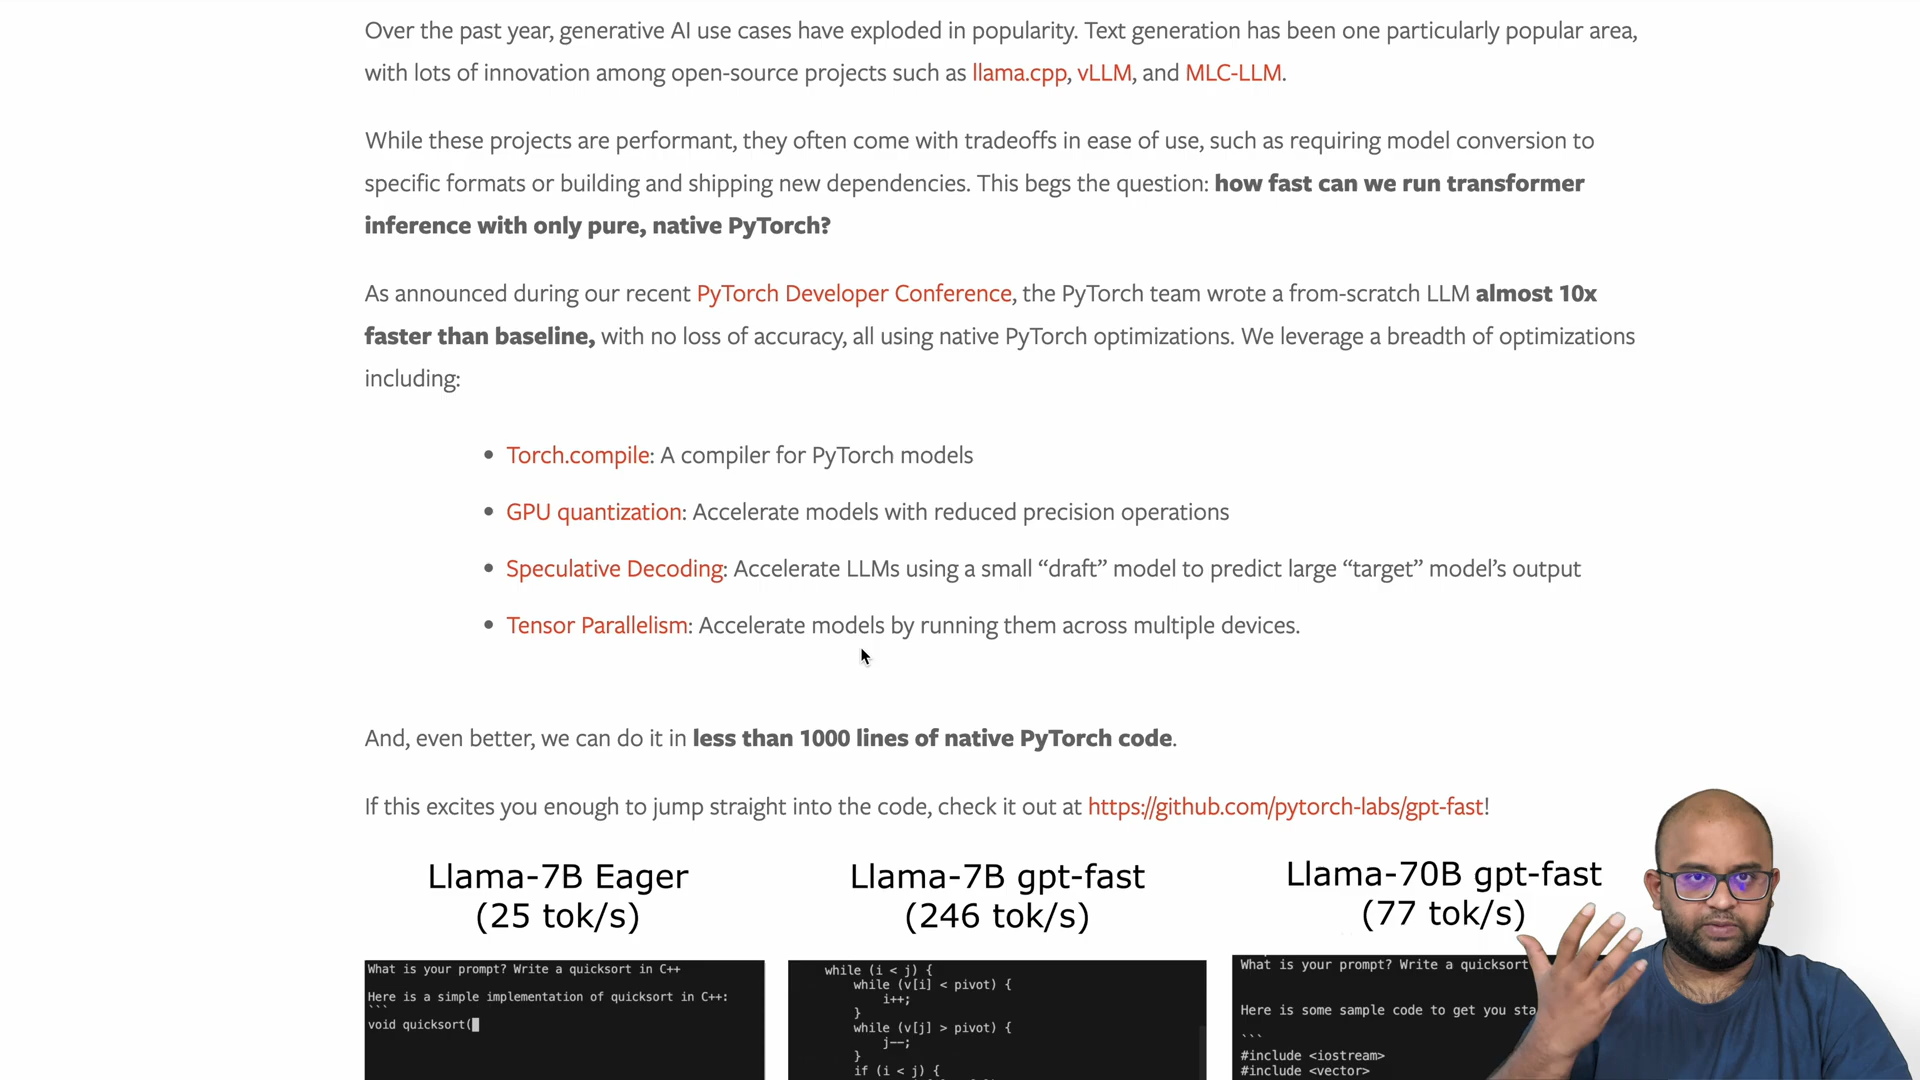 Over the past year, generative AI use cases have exploded in popularity. Text generation has been one particularly popular area,
with lots of innovation among open-source projects such as llama.cpp, vLLM, and MLC-LLM.
While these projects are performant, they often come with tradeoffs in ease of use, such as requiring model conversion to
specific formats or building and shipping new dependencies. This begs the question: how fast can we run transformer
inference with only pure, native PyTorch?
As announced during our recent PyTorch Developer Conference, the PyTorch team wrote a from-scratch LLM almost 10x
faster than baseline, with no loss of accuracy, all using native PyTorch optimizations. We leverage a breadth of optimizations
including:
• Torch.compile: A compiler for PyTorch models
• GPU quantization: Accelerate models with reduced precision operations
• Speculative Decoding: Accelerate LLMs using a small “draft” model to predict large “target” model’s output
• Tensor Parallelism: Accelerate models by running them across multiple devices.
And, even better, we can do it in less than 1000 lines of native PyTorch code.
If this excites you enough to jump straight into the code, check it out at https://github.com/pytorch-labs/gpt-fast!
Llama-7B Eager
(25 tok/s)
What is your prompt? Write a quicksort in C++
Here is a simple implementation of quicksort in C++:
```
void quicksort(
Llama-7B gpt-fast
(246 tok/s)
while (i < j) {
while (v[i] < pivot) {
i++;
}
while (v[j] > pivot) {
j--;
}
if (i < j) {
Llama-70B gpt-fast
(77 tok/s)
What is your prompt? Write a quicksort
Here is some sample code to get you sta
```
#include <iostream>
#include <vector>